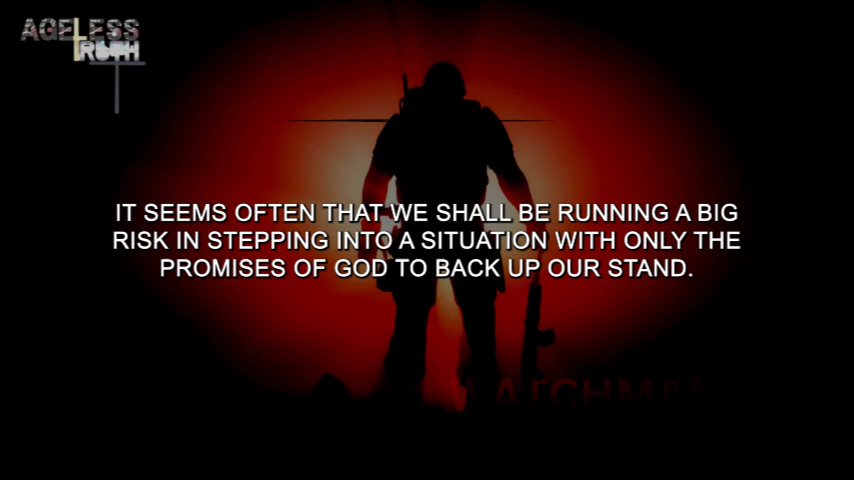 AGELESS
TRUTH
IT SEEMS OFTEN THAT WE SHALL BE RUNNING A BIG
RISK IN STEPPING INTO A SITUATION WITH ONLY THE
PROMISES OF GOD TO BACK UP OUR STAND.
WATCHMAN